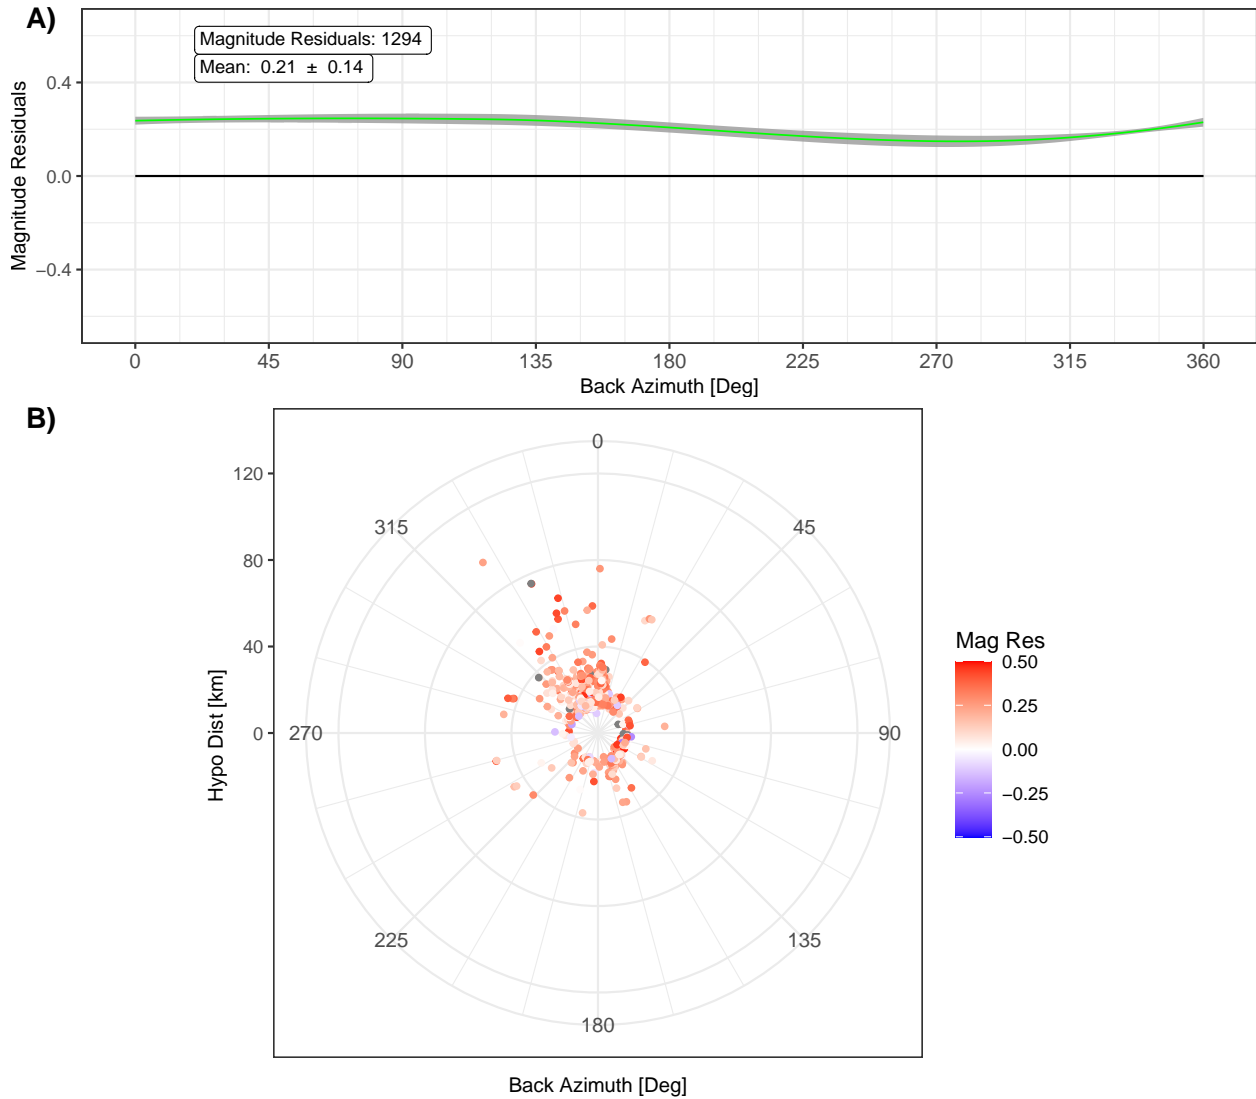 A)
Magnitude Residuals: 1294
Mean:  0.21  ±  0.14
Magnitude Residuals
0.4
0.0
−0.4
0 45 90 135 180 225 270 315 360
Back Azimuth [Deg]
B)
Hypo Dist [km]
120
80
40
0
0
45
90
135
180
225
270
315
Back Azimuth [Deg]
Mag Res
0.50
0.25
0.00
−0.25
−0.50